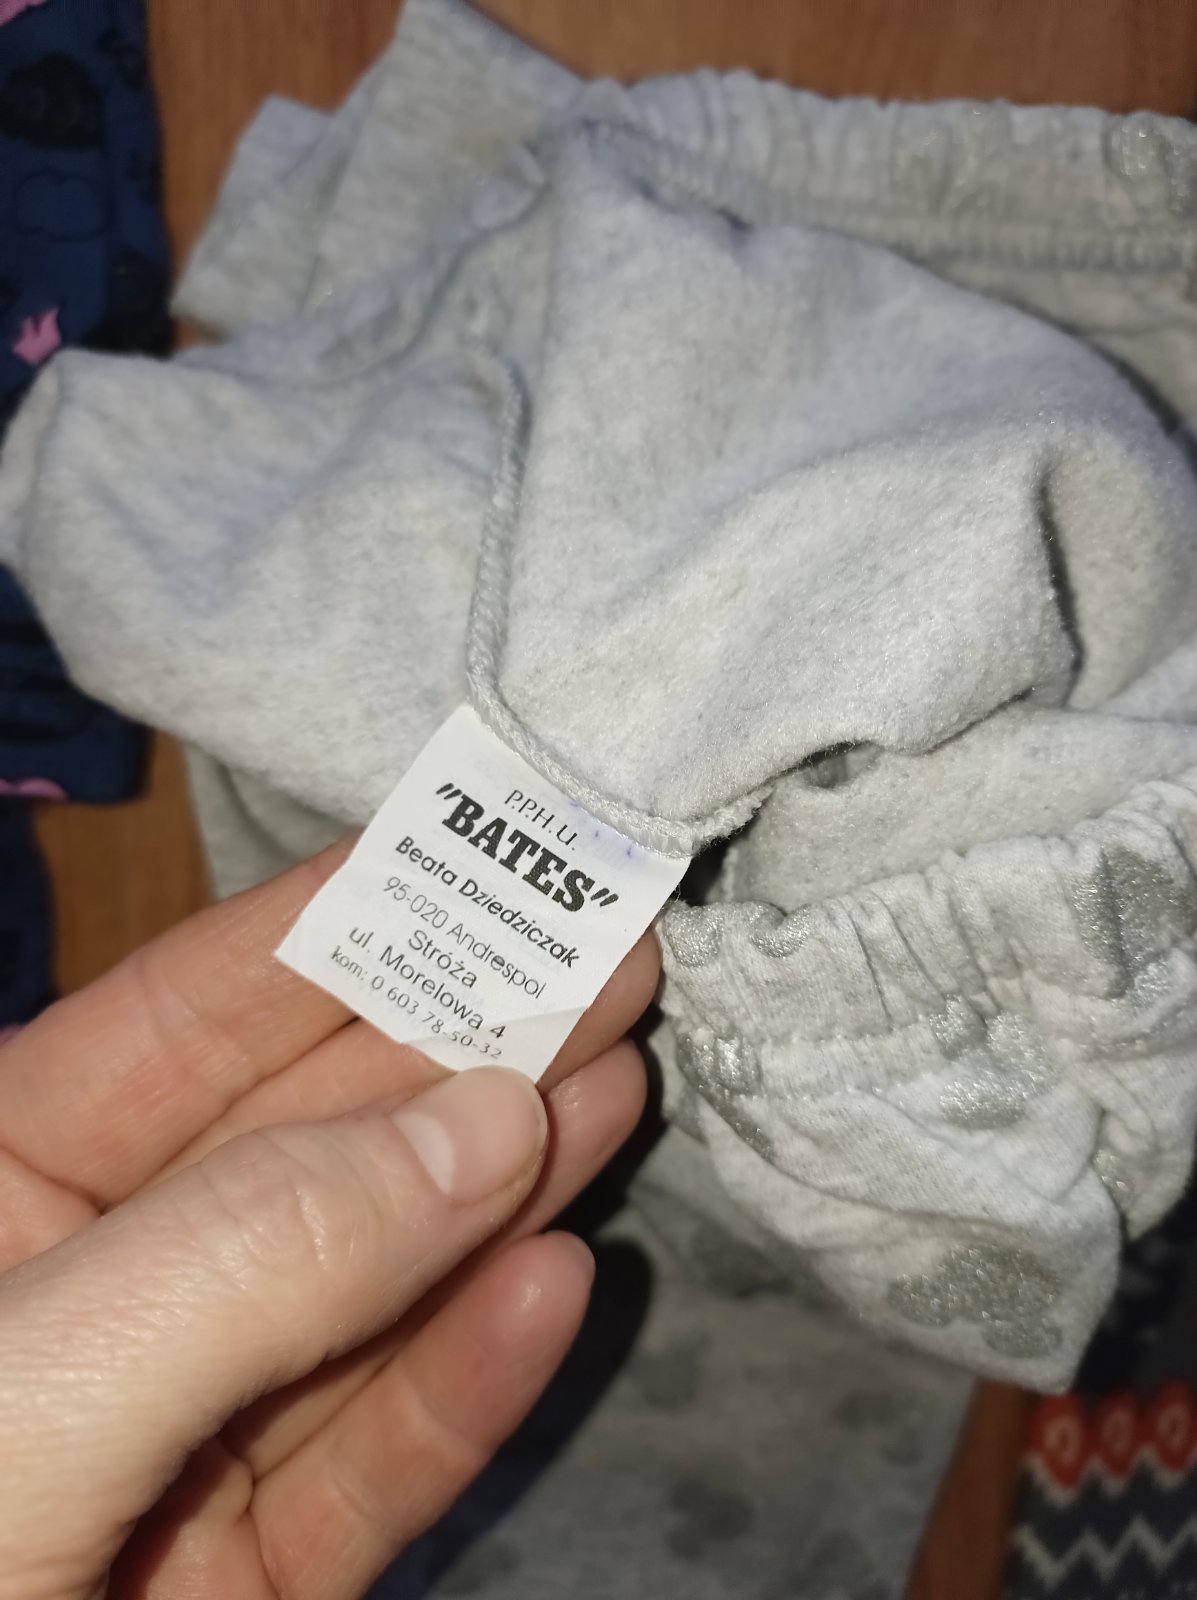 P.P.H.U.
"BATES"
Beata Dziedziczak
95-020 Andrespol
Stróża
ul. Morelowa 4
kom: 0 603 78-50-32